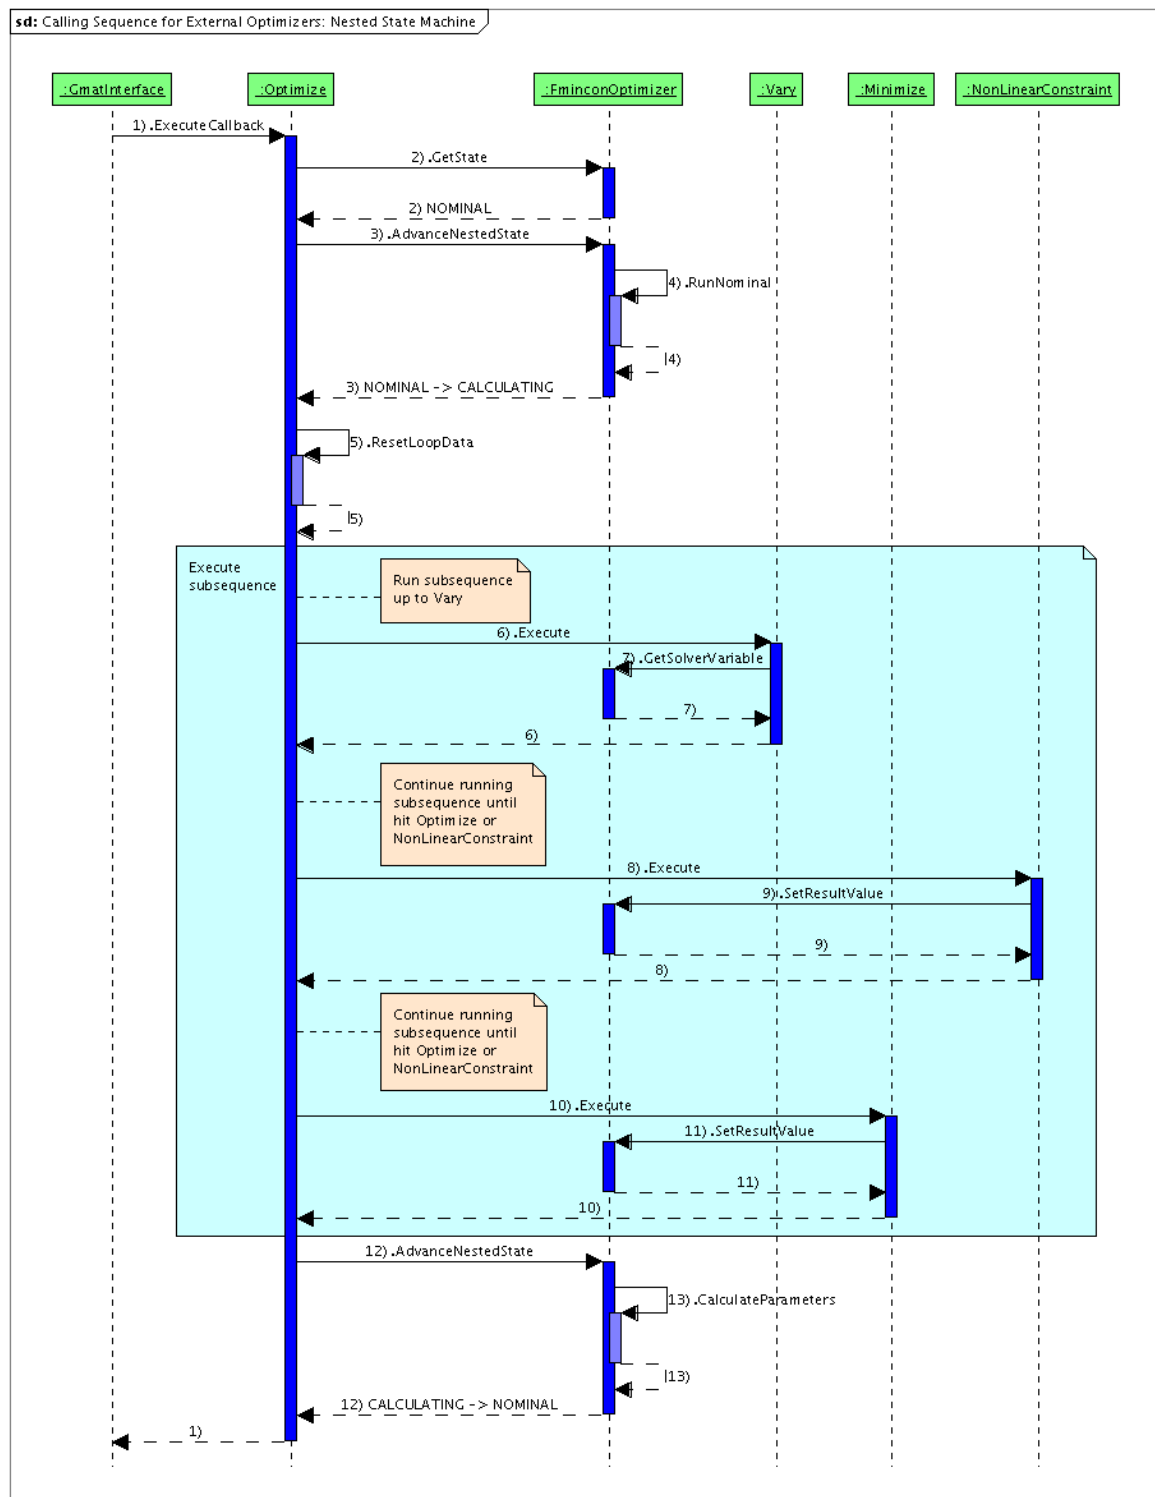 sd: Calling Sequence for External Optimizers: Nested State Machine
:GmatInterface
:Optimize
:FminconOptimizer
:Vary
:Minimize
:NonLinearConstraint
1).ExecuteCallback
2).GetState
2) NOMINAL
3).AdvanceNestedState
4).RunNominal
4)
3) NOMINAL -> CALCULATING
5).ResetLoopData
5)
Execute
subsequence
Run subsequence
up to Vary
6).Execute
7).GetSolverVariable
7)
6)
Continue running
subsequence until
hit Optimize or
NonLinearConstraint
8).Execute
9).SetResultValue
9)
8)
Continue running
subsequence until
hit Optimize or
NonLinearConstraint
10).Execute
11).SetResultValue
11)
10)
12).AdvanceNestedState
13).CalculateParameters
13)
12) CALCULATING -> NOMINAL
1)